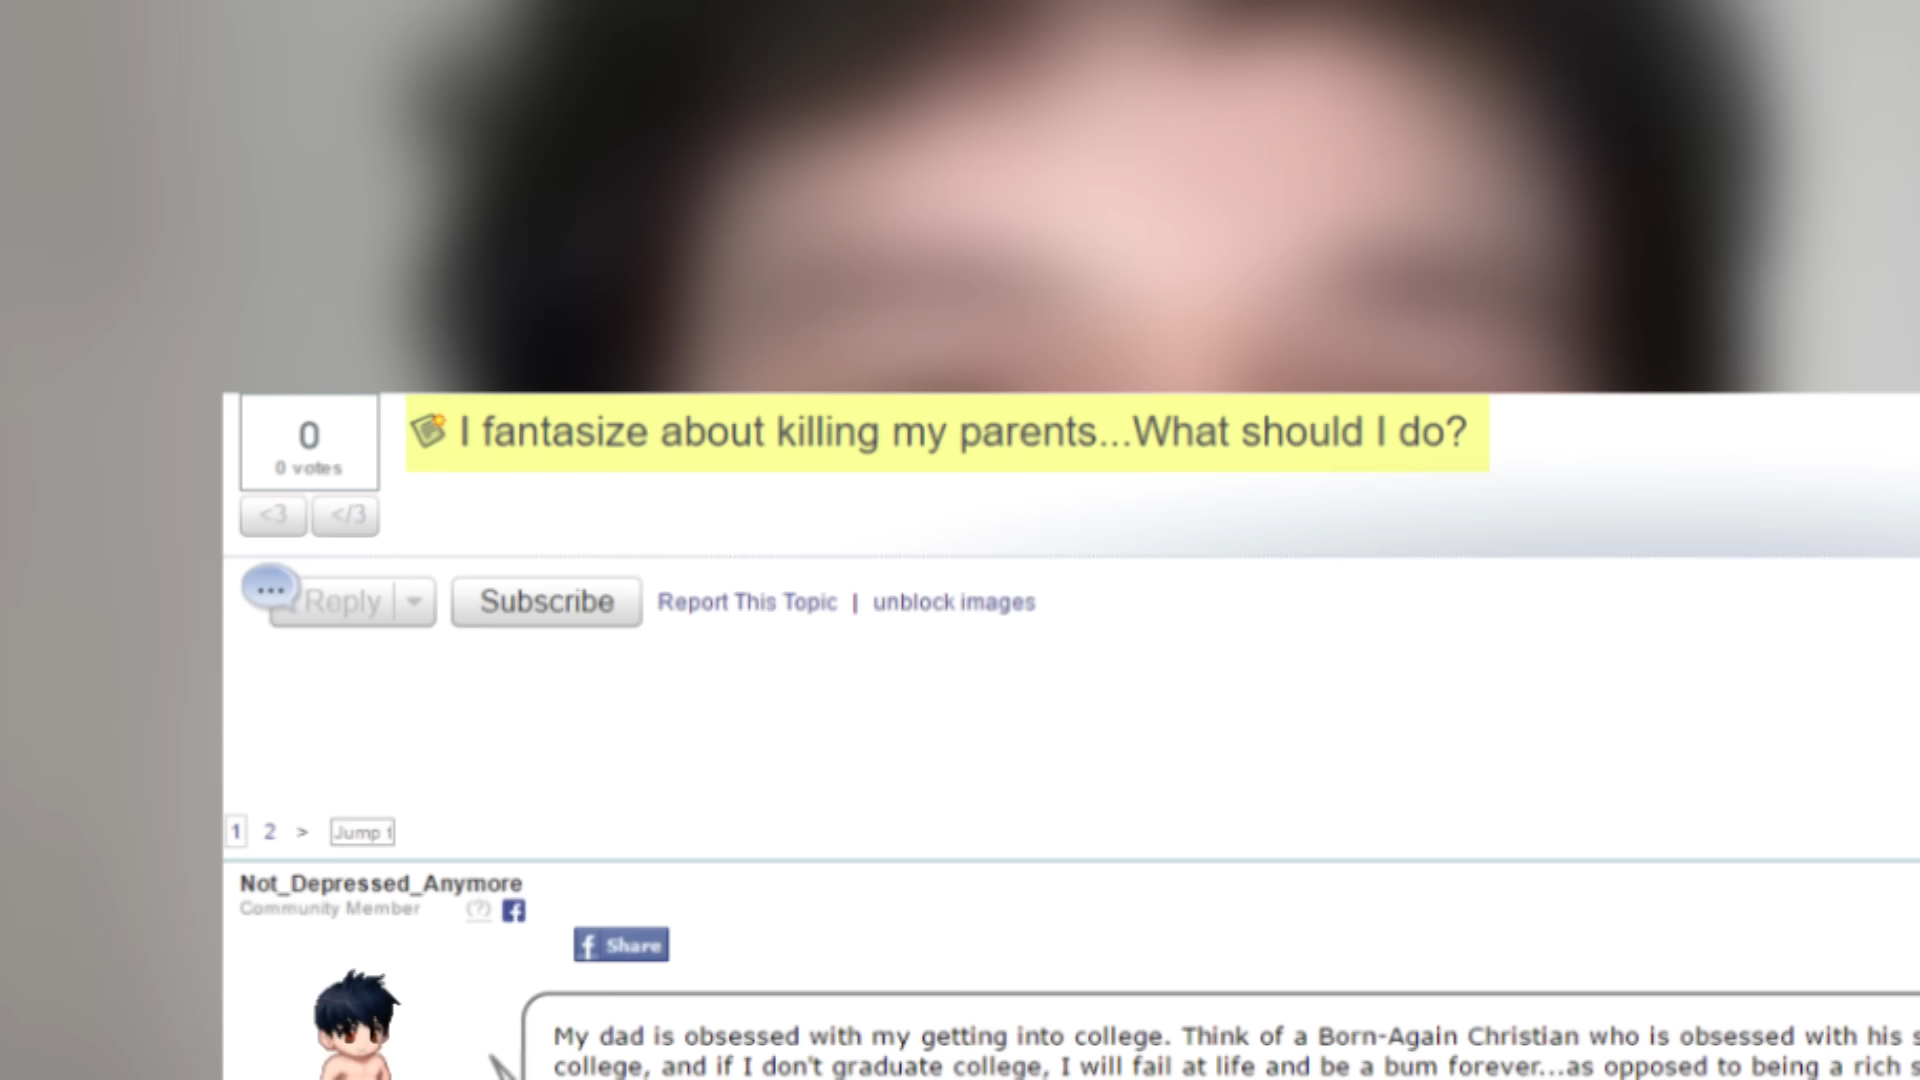 0
0 votes
I fantasize about killing my parents...What should I do?
<3 </3
Reply Subscribe Report This Topic | unblock images
1 2 > Jump t
Not_Depressed_Anymore
Community Member (?) f
f Share
My dad is obsessed with my getting into college. Think of a Born-Again Christian who is obsessed with his s
college, and if I don't graduate college, I will fail at life and be a bum forever...as opposed to being a rich s